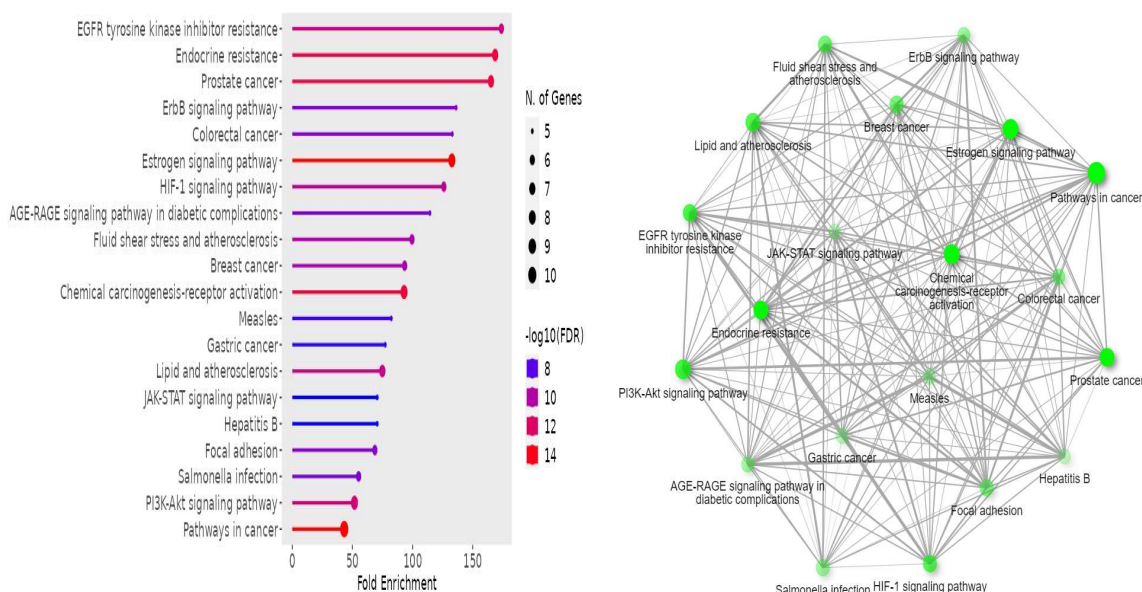 EGFR tyrosine kinase inhibitor resistance
Endocrine resistance
Prostate cancer
ErbB signaling pathway
Colorectal cancer
Estrogen signaling pathway
HIF-1 signaling pathway
AGE-RAGE signaling pathway in diabetic complications
Fluid shear stress and atherosclerosis
Breast cancer
Chemical carcinogenesis-receptor activation
Measles
Gastric cancer
Lipid and atherosclerosis
JAK-STAT signaling pathway
Hepatitis B
Focal adhesion
Salmonella infection
PI3K-Akt signaling pathway
Pathways in cancer
0
50
100
150
Fold Enrichment
N. of Genes
5
6
7
8
9
10
-log10(FDR)
8
10
12
14
ErbB signaling pathway
Fluid shear stress and
atherosclerosis
Breast cancer
Lipid and atherosclerosis
Estrogen signaling pathway
Pathways in cancer
EGFR tyrosine kinase
inhibitor resistance
JAK-STAT signaling pathway
Chemical
carcinogenesis-receptor
activation
Colorectal cancer
Endocrine resistance
Prostate cancer
PI3K-Akt signaling pathway
Measles
Gastric cancer
Hepatitis B
AGE-RAGE signaling pathway in
diabetic complications
Focal adhesion
Salmonella infection
HIF-1 signaling pathway